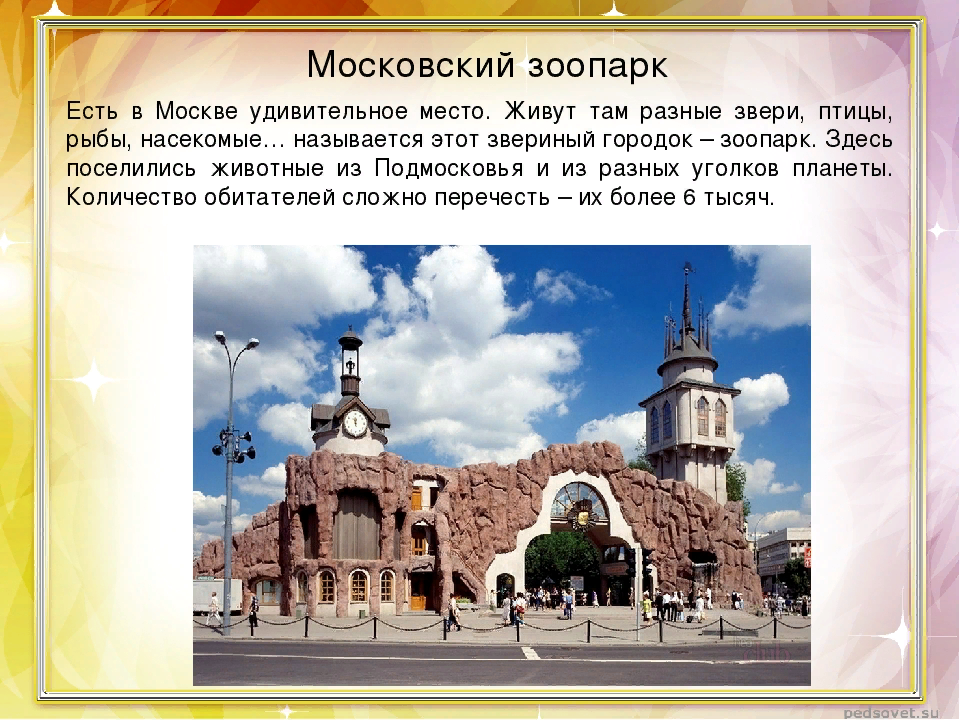 Московский зоопарк
Есть в Москве удивительное место. Живут там разные звери, птицы,
рыбы, насекомые… называется этот звериный городок – зоопарк. Здесь
поселились животные из Подмосковья и из разных уголков планеты.
Количество обитателей сложно перечесть – их более 6 тысяч.
club
pedsovet.su